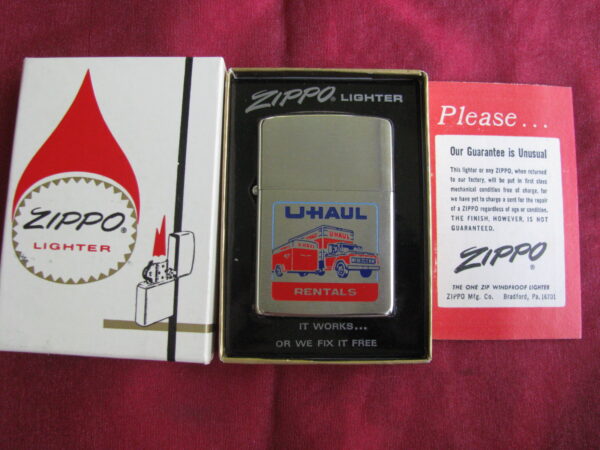 ZIPPO®
LIGHTER
ZIPPO® LIGHTER
U-HAUL
U-HAUL
RENTALS
IT WORKS...
OR WE FIX IT FREE
Please...
Our Guarantee is Unusual
This lighter or any ZIPPO, when returned
to our factory, will be put in first class
mechanical condition free of charge, for
we have yet to charge a cent for the repair
of a ZIPPO regardless of age or condition.
THE FINISH, HOWEVER, IS NOT
GUARANTEED.
ZIPPO®
THE ONE ZIP WINDPROOF LIGHTER
ZIPPO Mfg. Co. Bradford, Pa. 16701